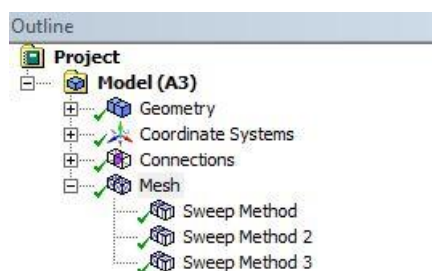 Outline
Project
Model (A3)
Geometry
Coordinate Systems
Connections
Mesh
Sweep Method
Sweep Method 2
Sweep Method 3